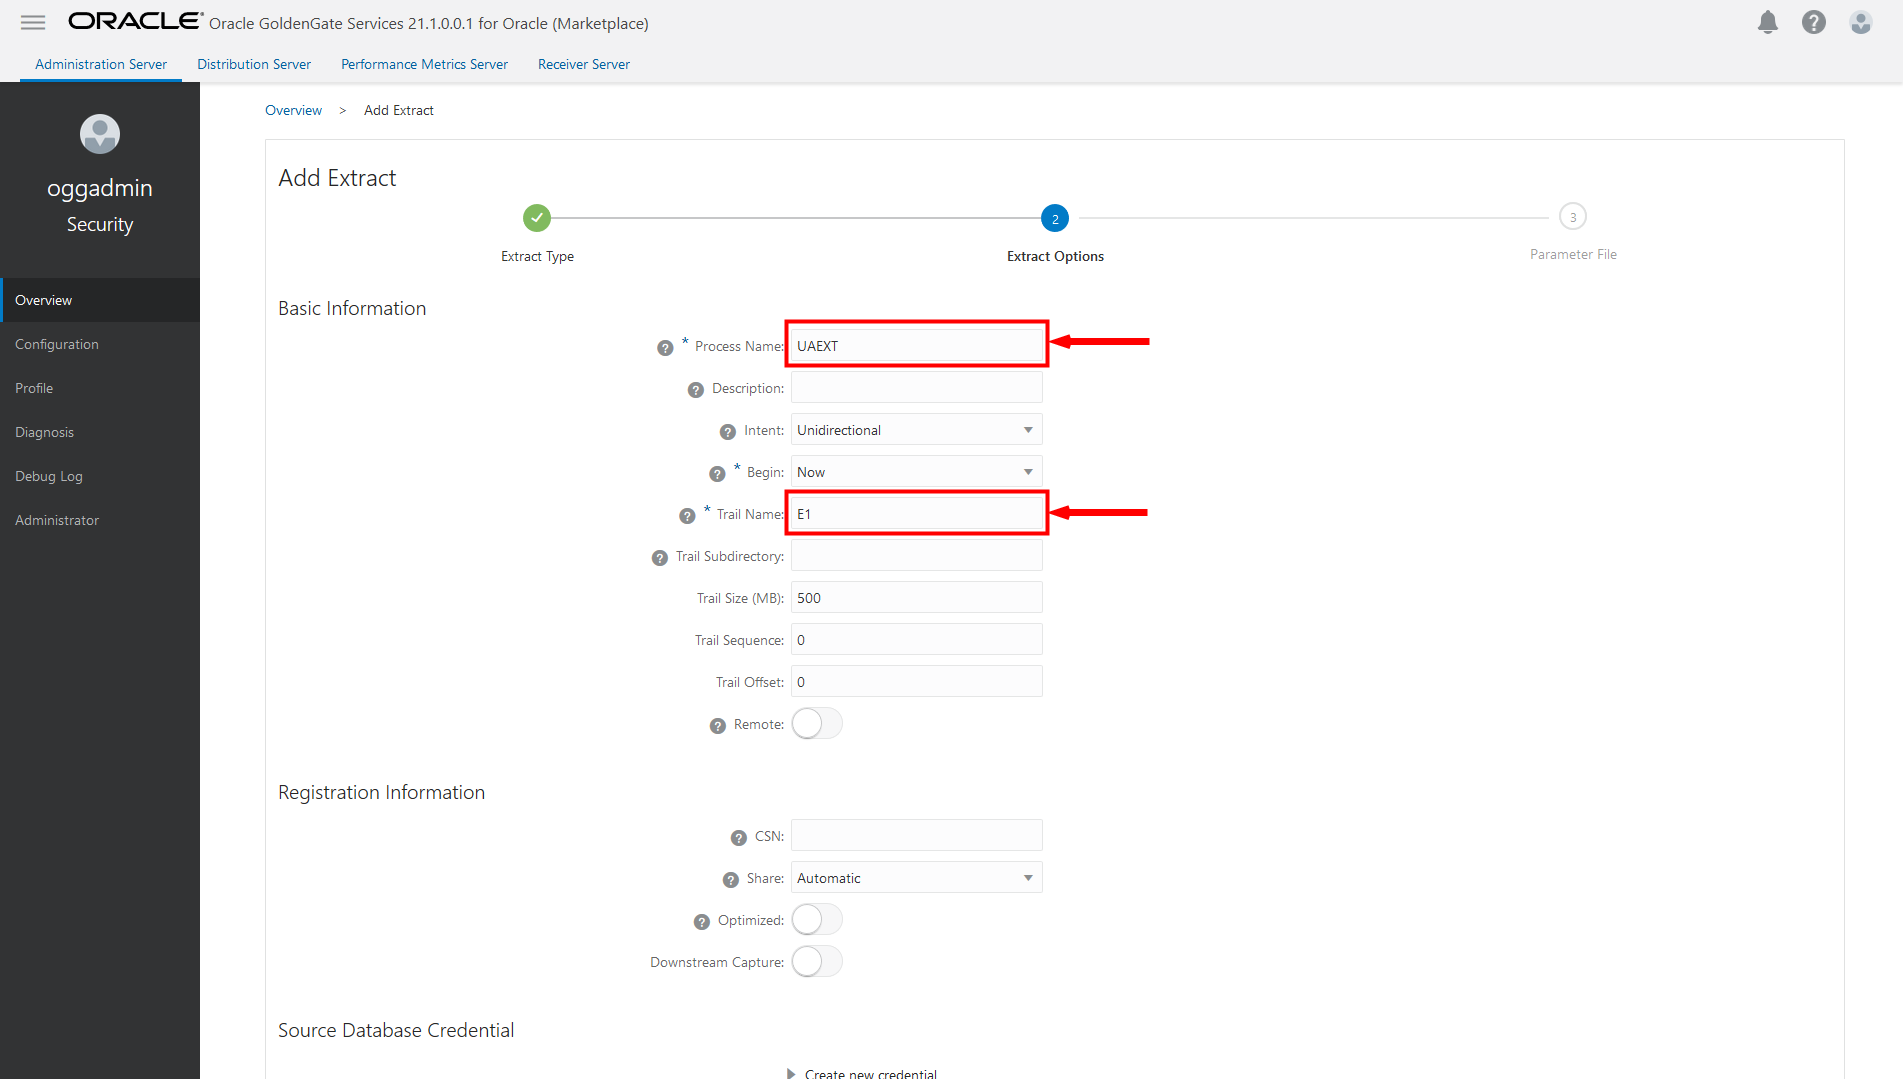 ORACLE Oracle GoldenGate Services 21.1.0.0.1 for Oracle (Marketplace)
Administration Server Distribution Server Performance Metrics Server Receiver Server
oggadmin
Security
Overview
Configuration
Profile
Diagnosis
Debug Log
Administrator
Overview > Add Extract
Add Extract
2
3
Extract Type
Extract Options
Parameter File
Basic Information
* Process Name: UAEXT
Description:
Intent: Unidirectional
* Begin: Now
* Trail Name: E1
Trail Subdirectory:
Trail Size (MB): 500
Trail Sequence: 0
Trail Offset: 0
Remote:
Registration Information
CSN:
Share: Automatic
Optimized:
Downstream Capture:
Source Database Credential
Create new credential